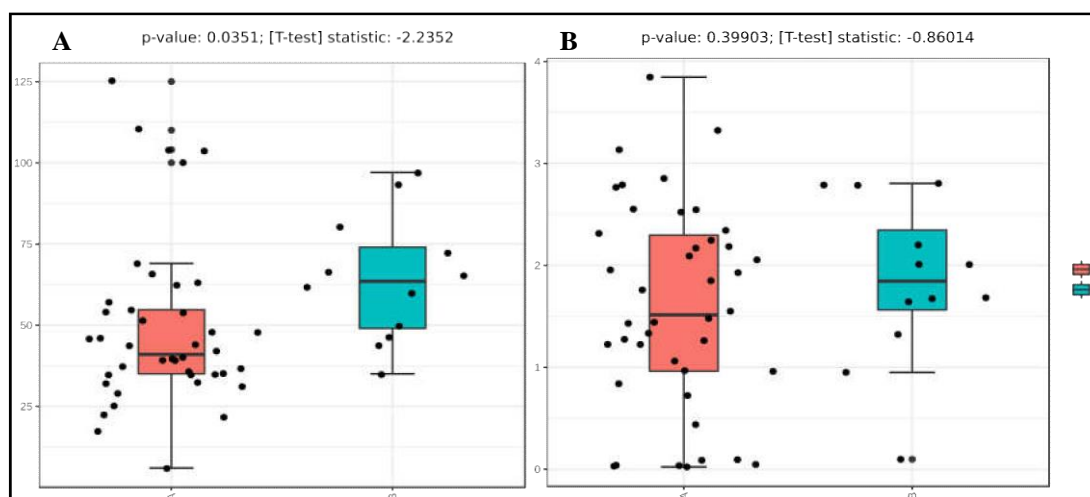 A p-value: 0.0351; [T-test] statistic: -2.2352
B p-value: 0.39903; [T-test] statistic: -0.86014
125
100
75
50
25
4
3
2
1
0
A
B
A
B